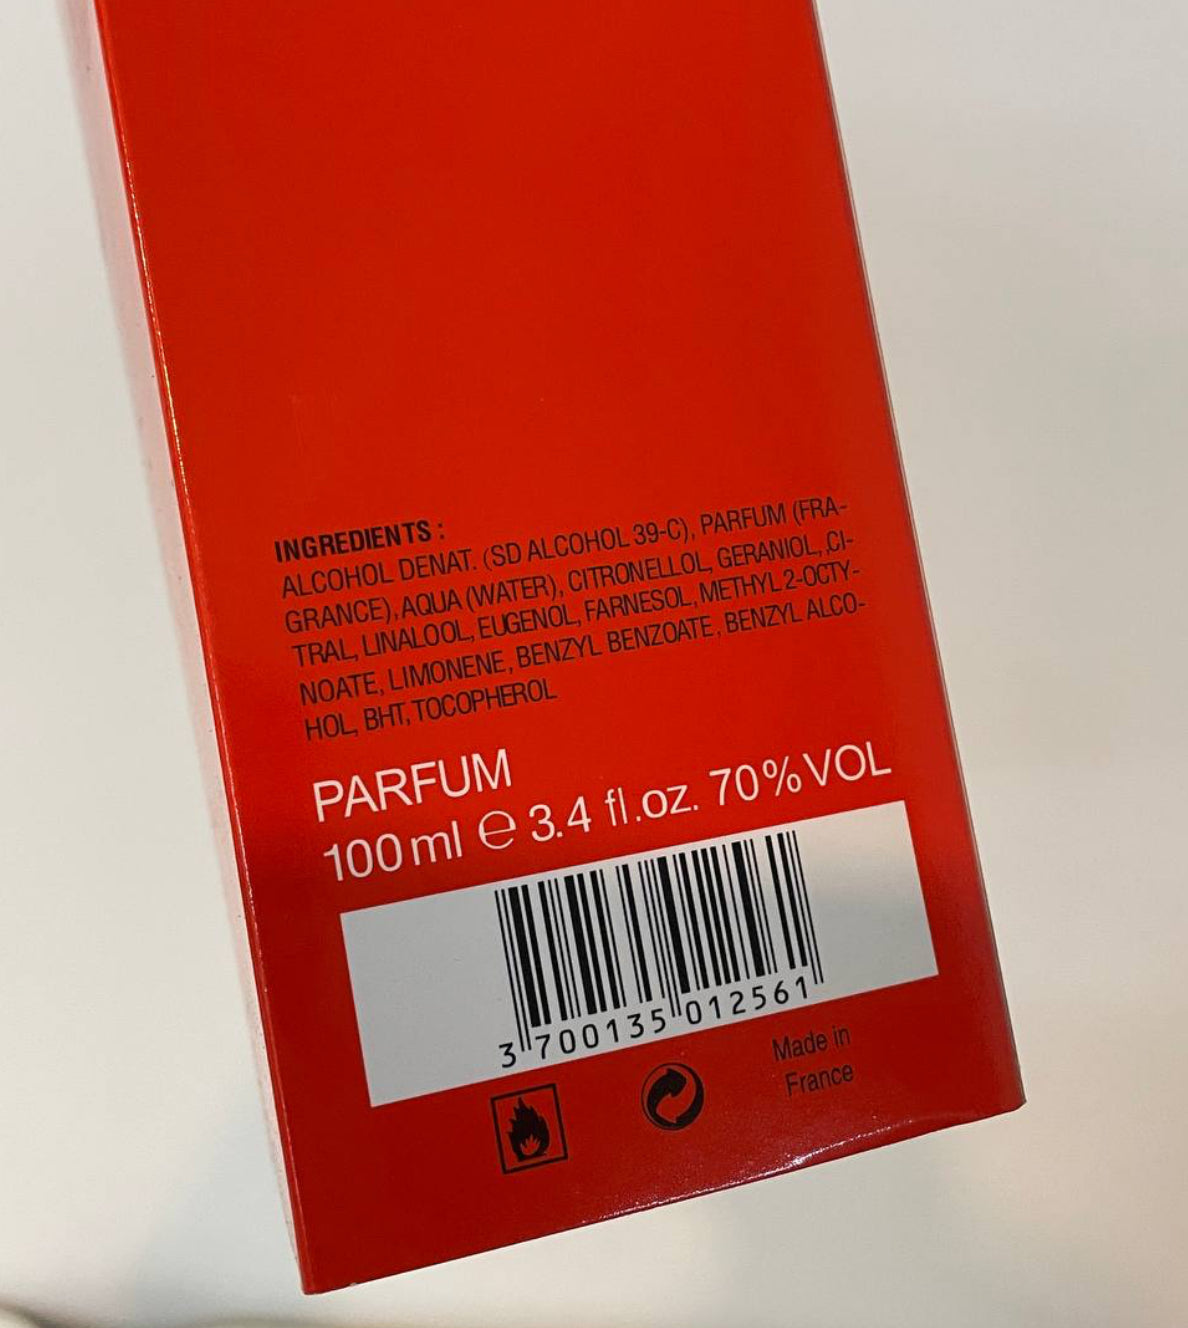 INGREDIENTS :
ALCOHOL DENAT. (SD ALCOHOL 39-C), PARFUM (FRA-
GRANCE), AQUA (WATER), CITRONELLOL, GERANIOL, CI-
TRAL, LINALOOL, EUGENOL, FARNESOL, METHYL 2-OCTY-
NOATE, LIMONENE, BENZYL BENZOATE, BENZYL ALCO-
HOL, BHT, TOCOPHEROL
PARFUM
100 ml e 3.4 fl.oz. 70% VOL
3 700135 012561
Made in
France